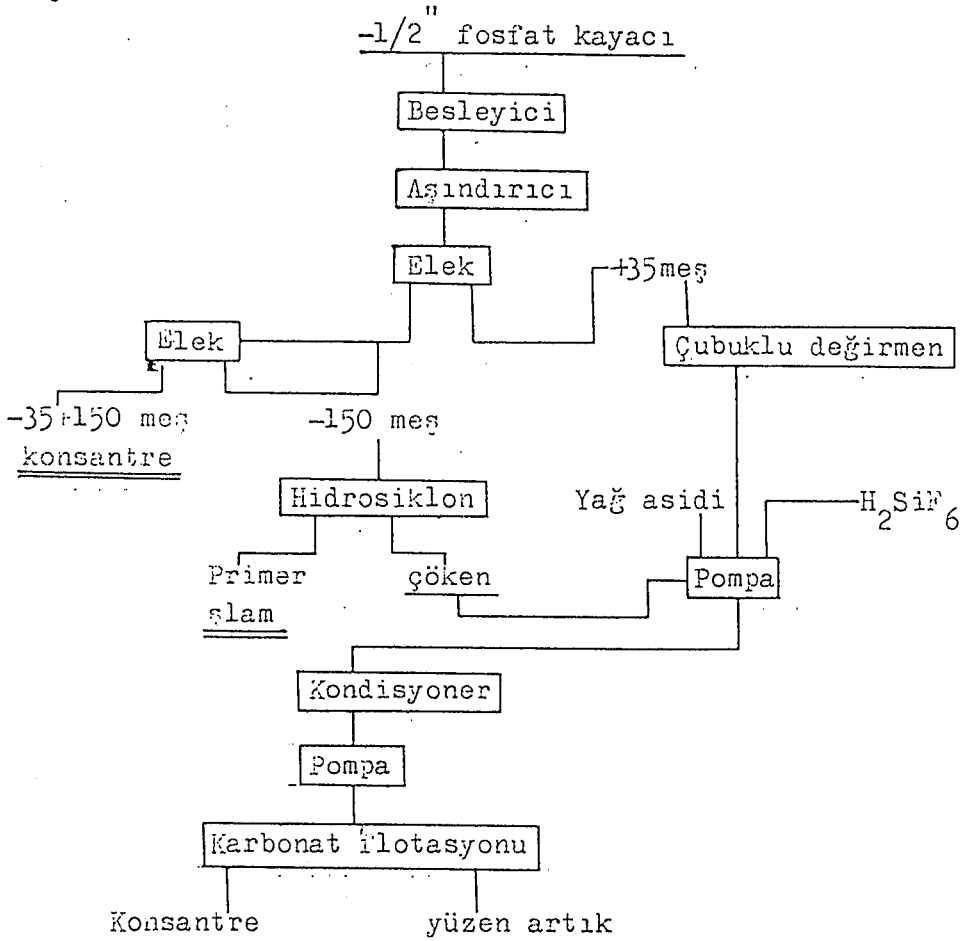 -1/2" fosfat kayacı
Besleyici
Aşındırıcı
Elek
+35meş
Elek
Çubuklu değirmen
-35+150 meş
konsantre
-150 meş
Hidrosiklon
Yağ asidi
H2SiF6
Primer
şlam
çöken
Pompa
Kondisyoner
Pompa
Karbonat flotasyonu
Konsantre
yüzen artık